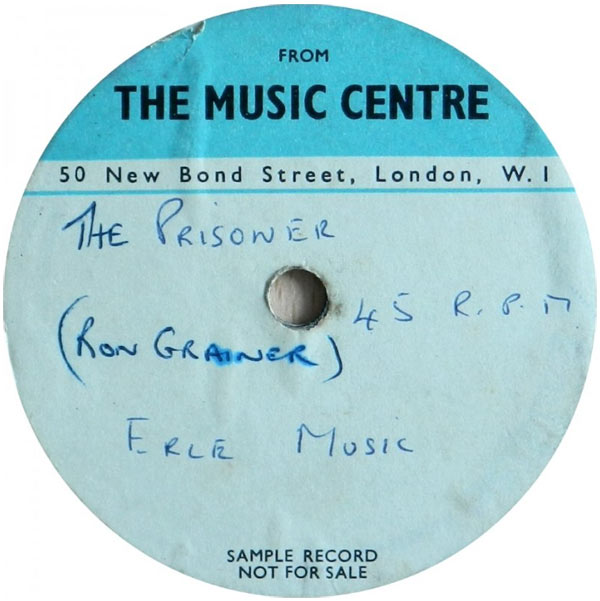 FROM
THE MUSIC CENTRE
50 New Bond Street, London, W.1
THE PRISONER
45 R.P.M
(RON GRAINER)
ERLE MUSIC
SAMPLE RECORD
NOT FOR SALE